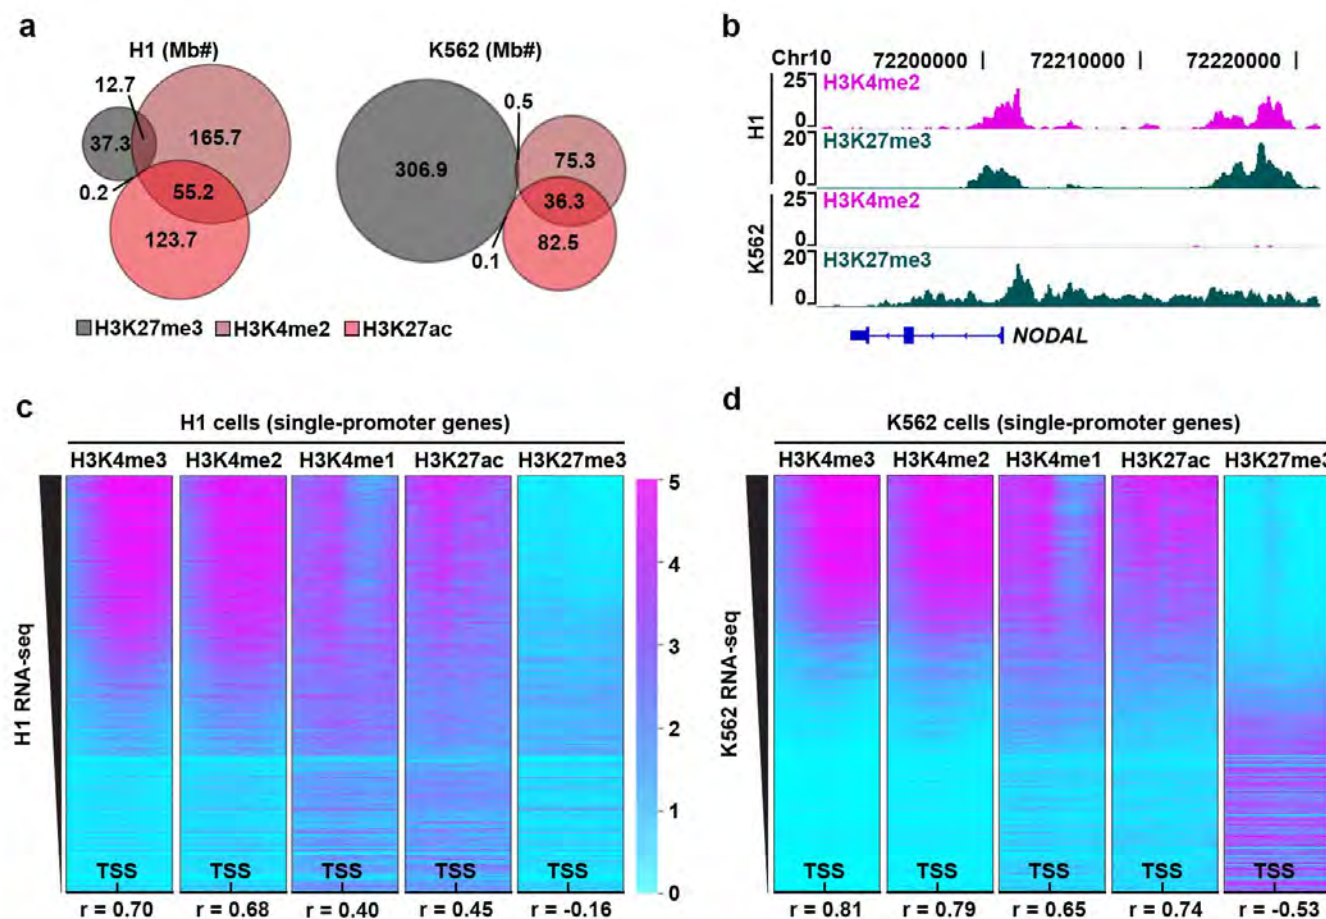 a
H1 (Mb#)
12.7
37.3
165.7
0.2
55.2
123.7
K562 (Mb#)
0.5
306.9
75.3
36.3
0.1
82.5
H3K27me3 H3K4me2 H3K27ac
b
Chr10 72200000 72210000 72220000
H1
25
0
H3K4me2
20
0
H3K27me3
K562
25
0
H3K4me2
20
0
H3K27me3
NODAL
c
H1 cells (single-promoter genes)
H3K4me3 H3K4me2 H3K4me1 H3K27ac H3K27me3
H1 RNA-seq
5
4
3
2
1
0
TSS TSS TSS TSS TSS
r = 0.70 r = 0.68 r = 0.40 r = 0.45 r = -0.16
d
K562 cells (single-promoter genes)
H3K4me3 H3K4me2 H3K4me1 H3K27ac H3K27me3
K562 RNA-seq
TSS TSS TSS TSS TSS
r = 0.81 r = 0.79 r = 0.65 r = 0.74 r = -0.53